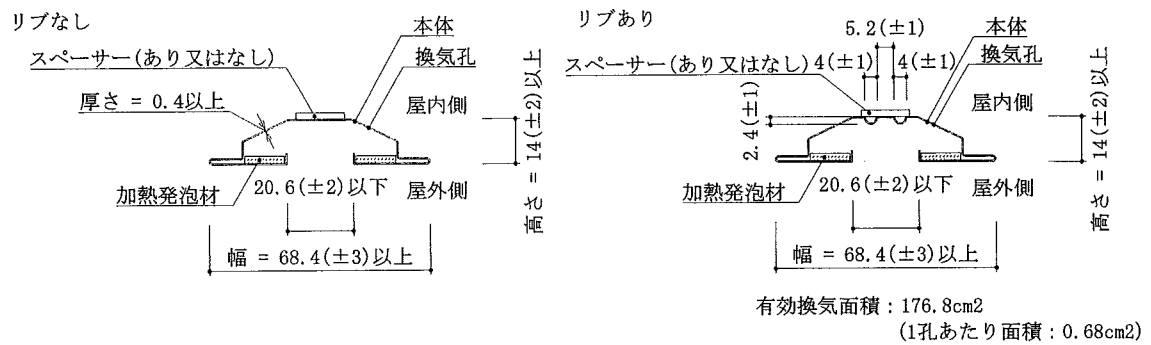 リブなし
本体
スペーサー(あり又はなし)
換気孔
厚さ = 0.4以上
屋内側
高さ = 14(±2)以上
加熱発泡材
20.6(±2)以下
屋外側
幅 = 68.4(±3)以上
リブあり
5.2(±1)
本体
スペーサー(あり又はなし)
4(±1)
4(±1)
換気孔
2.4(±1)
屋内側
高さ = 14(±2)以上
加熱発泡材
20.6(±2)以下
屋外側
幅 = 68.4(±3)以上
有効換気面積：176.8cm2
(1孔あたり面積：0.68cm2)